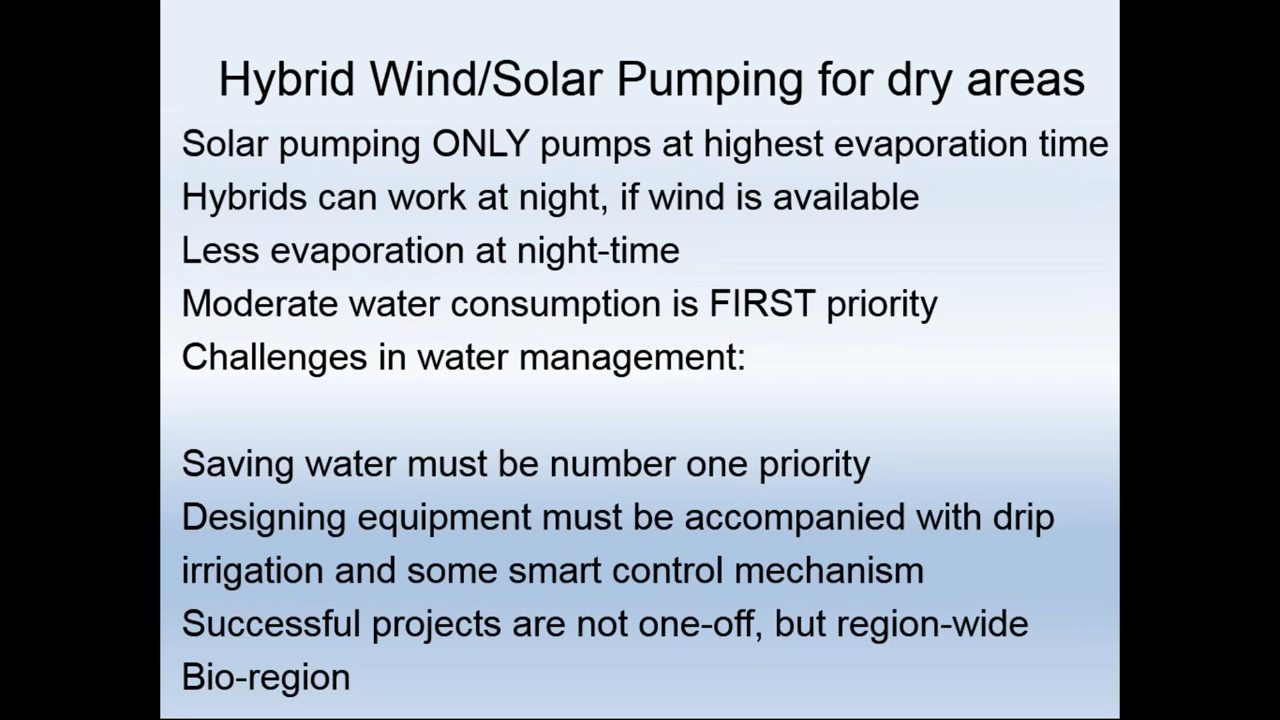 Hybrid Wind/Solar Pumping for dry areas
Solar pumping ONLY pumps at highest evaporation time
Hybrids can work at night, if wind is available
Less evaporation at night-time
Moderate water consumption is FIRST priority
Challenges in water management:
Saving water must be number one priority
Designing equipment must be accompanied with drip
irrigation and some smart control mechanism
Successful projects are not one-off, but region-wide
Bio-region